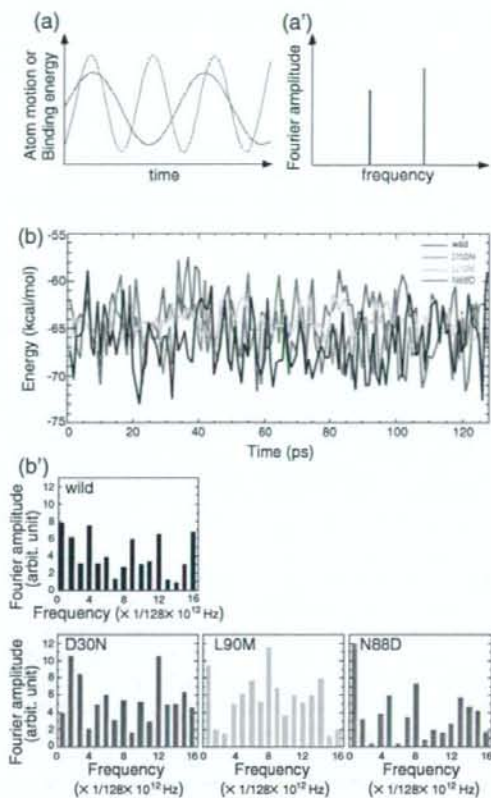 (a)
(a')
Atom motion or
Binding energy
time
Fourier amplitude
frequency
(b)
Energy (kcal/mol)
-55
-60
-65
-70
-75
wild
D30N
L90M
N88D
0 20 40 60 80 100 120
Time (ps)
(b')
wild
Fourier amplitude
(arbit. unit)
12
8
6
4
2
0
0 4 8 12 16
Frequency (× 1/128× 10¹² Hz)
D30N
L90M
N88D
Fourier amplitude
(arbit. unit)
12
10
8
6
4
2
0
0 4 8 12 16 0 4 8 12 16 0 4 8 12 16
Frequency Frequency Frequency
(× 1/128× 10¹² Hz) (× 1/128× 10¹² Hz) (× 1/128× 10¹² Hz)